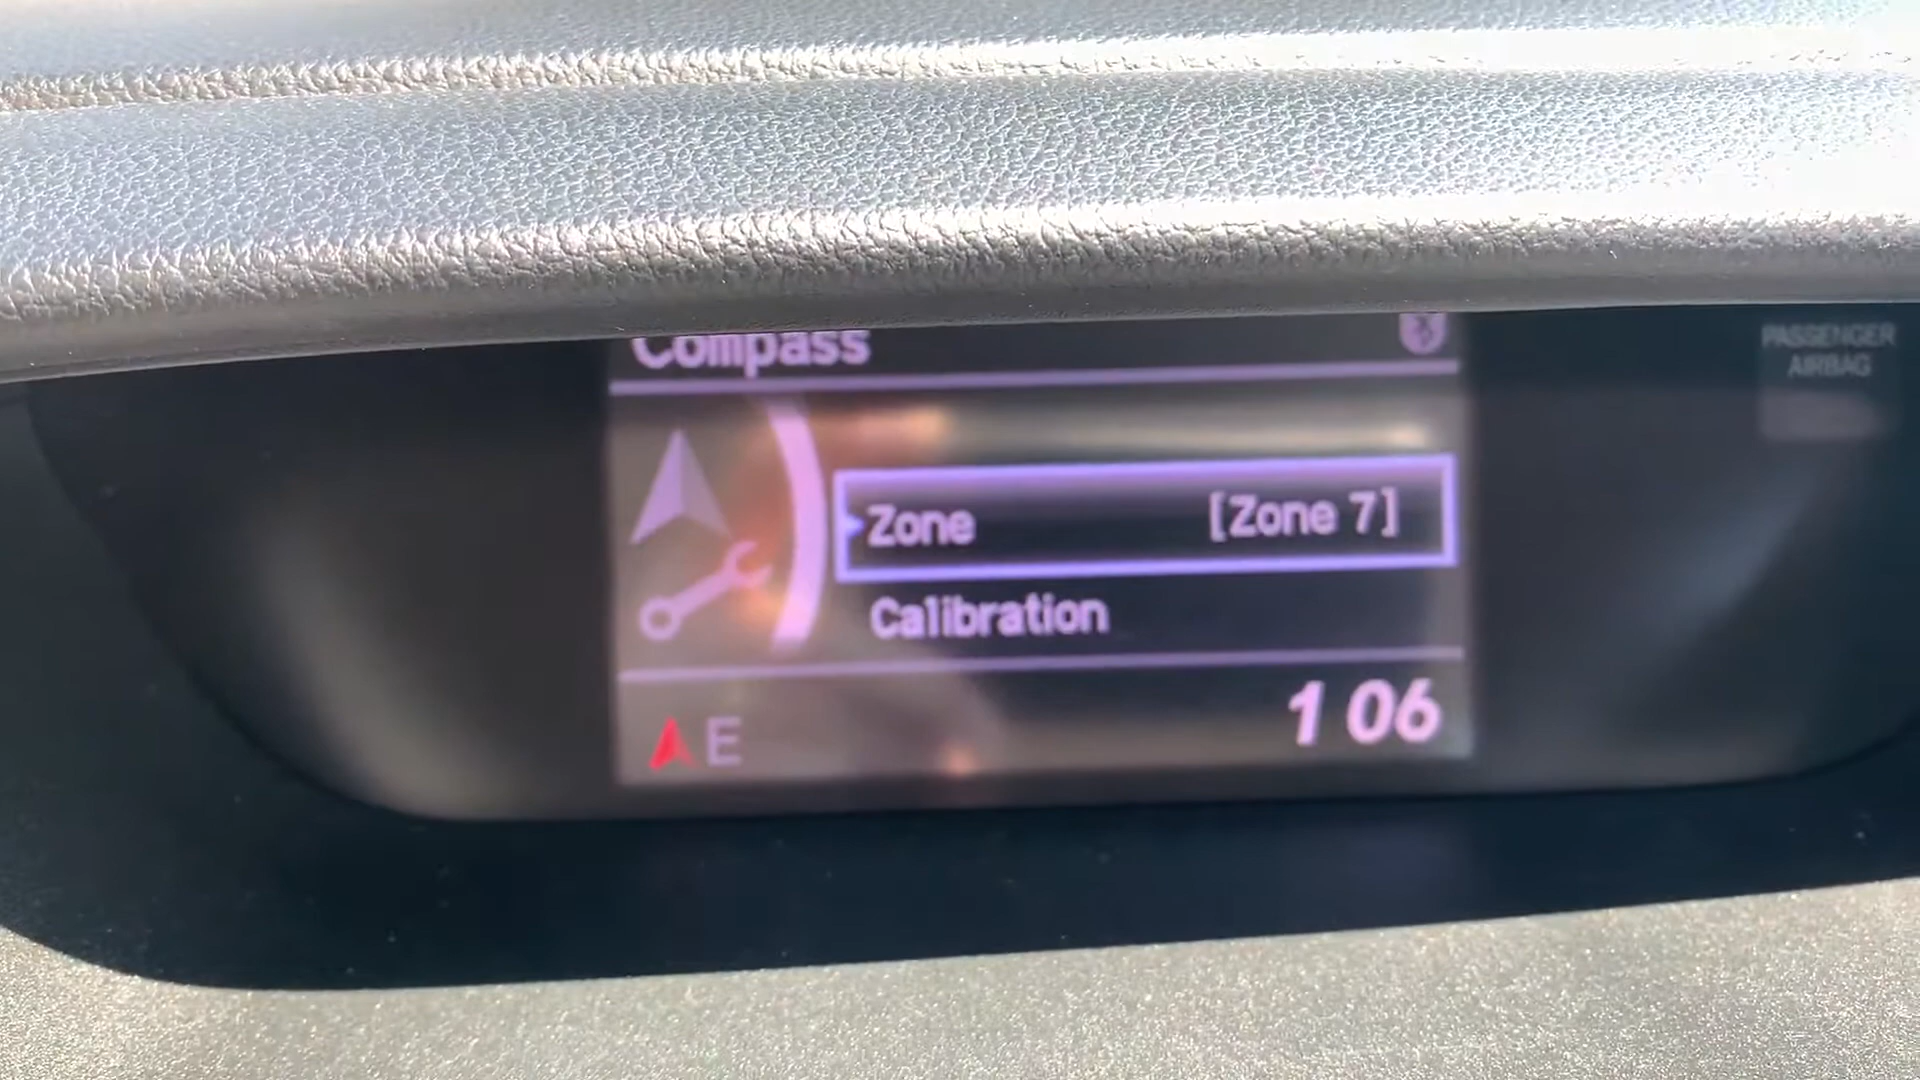 Compass
PASSENGER
AIRBAG
Zone [Zone 7]
Calibration
E 1 06